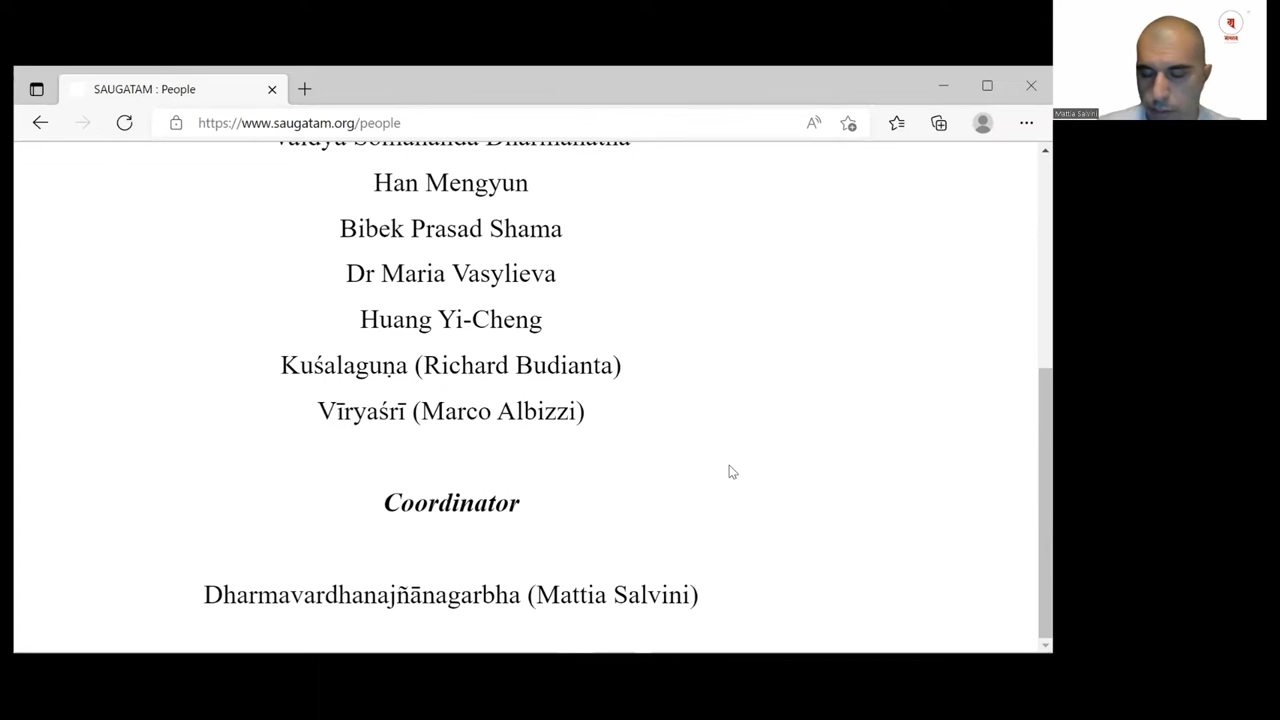 SAUGATAM : People
https://www.saugatam.org/people
Han Mengyun
Bibek Prasad Shama
Dr Maria Vasylieva
Huang Yi-Cheng
Kuśalaguṇa (Richard Budianta)
Vīryaśrī (Marco Albizzi)
Coordinator
Dharmavardhanajñānagarbha (Mattia Salvini)
Mattia Salvini